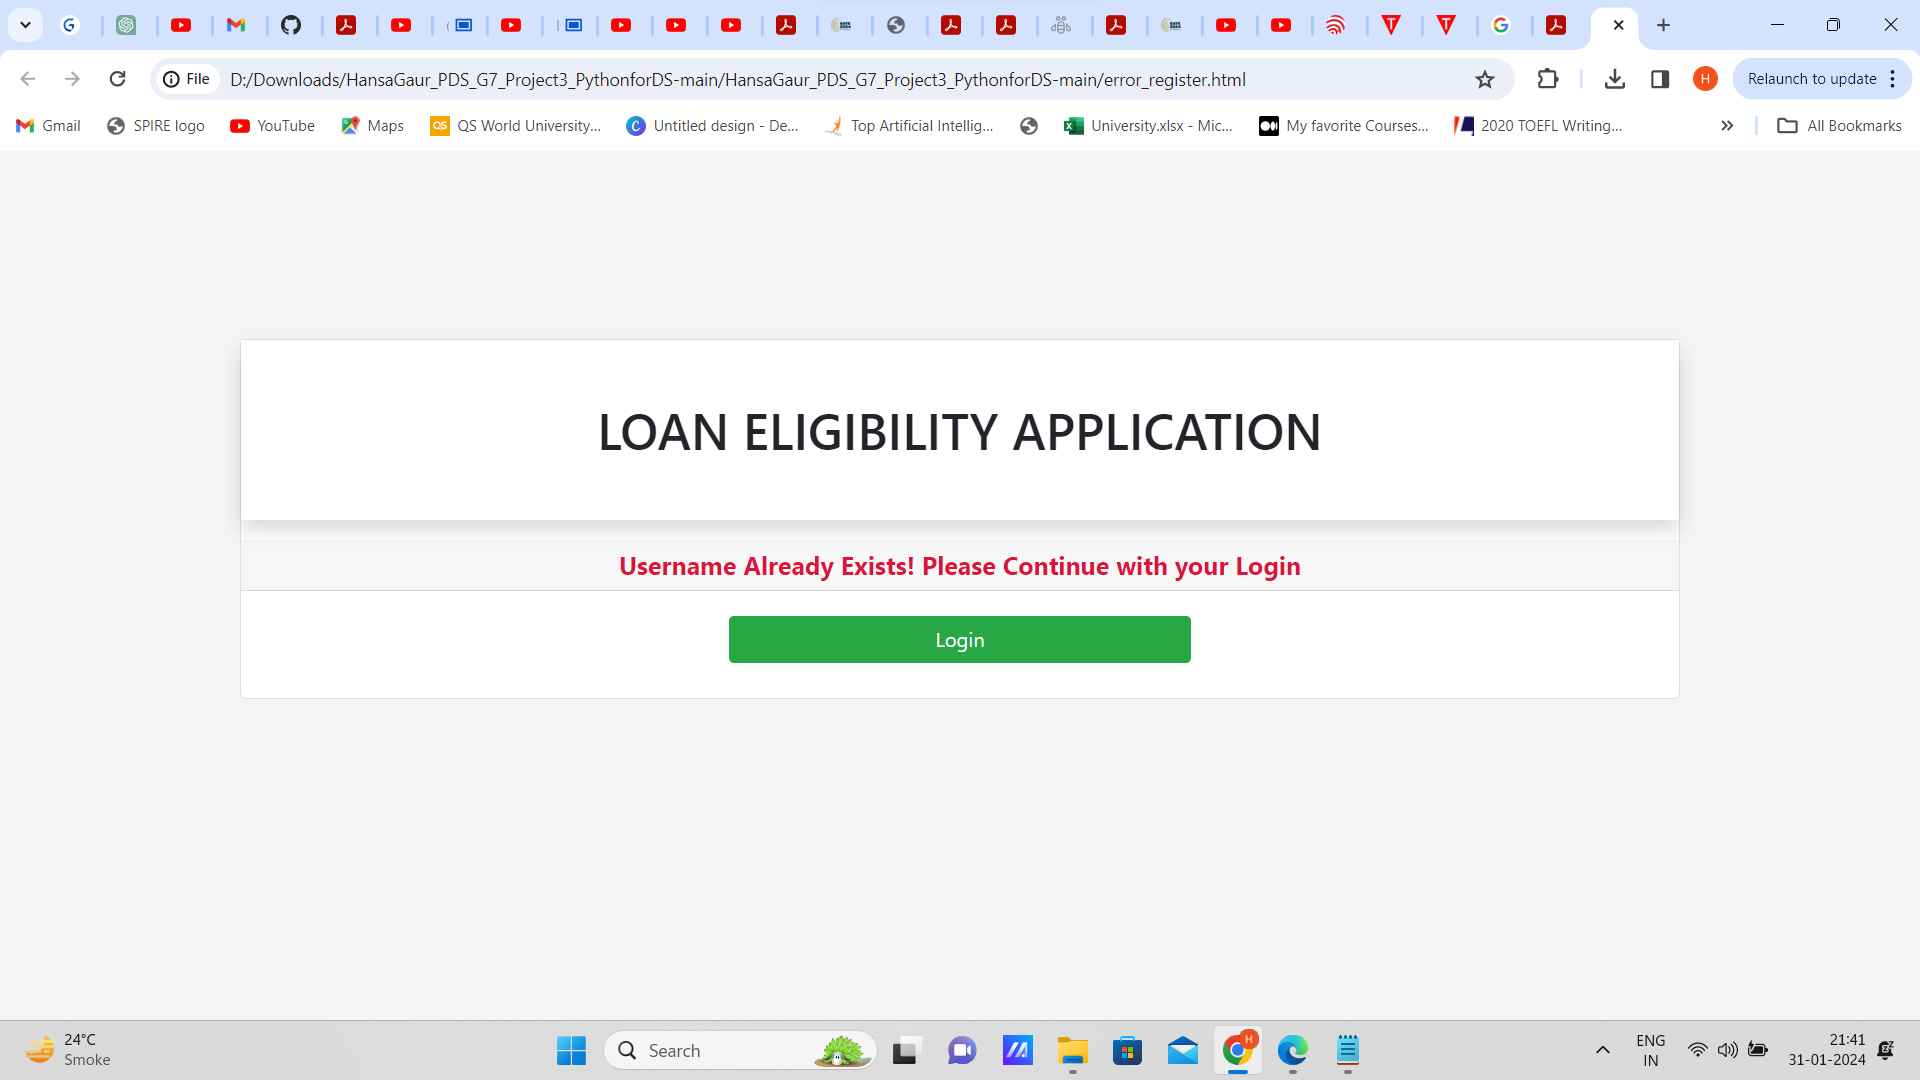 File
D:/Downloads/HansaGaur_PDS_G7_Project3_PythonforDS-main/HansaGaur_PDS_G7_Project3_PythonforDS-main/error_register.html
H
Relaunch to update
Gmail
SPIRE logo
YouTube
Maps
QS World University...
Untitled design - De...
Top Artificial Intellig...
University.xlsx - Mic...
My favorite Courses...
2020 TOEFL Writing...
All Bookmarks
LOAN ELIGIBILITY APPLICATION
Username Already Exists! Please Continue with your Login
Login
24°C
Smoke
Search
H
ENG
IN
21:41
31-01-2024